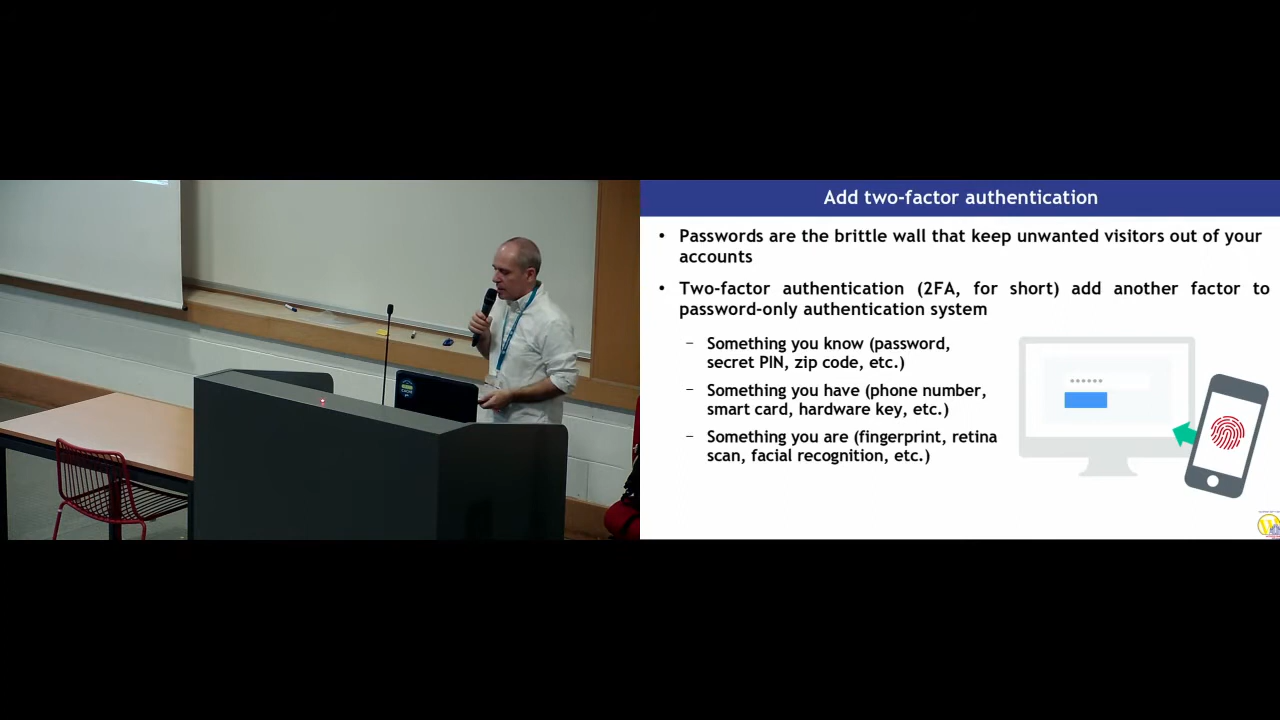 Add two-factor authentication
• Passwords are the brittle wall that keep unwanted visitors out of your
accounts
• Two-factor authentication (2FA, for short) add another factor to
password-only authentication system
– Something you know (password,
secret PIN, zip code, etc.)
– Something you have (phone number,
smart card, hardware key, etc.)
– Something you are (fingerprint, retina
scan, facial recognition, etc.)